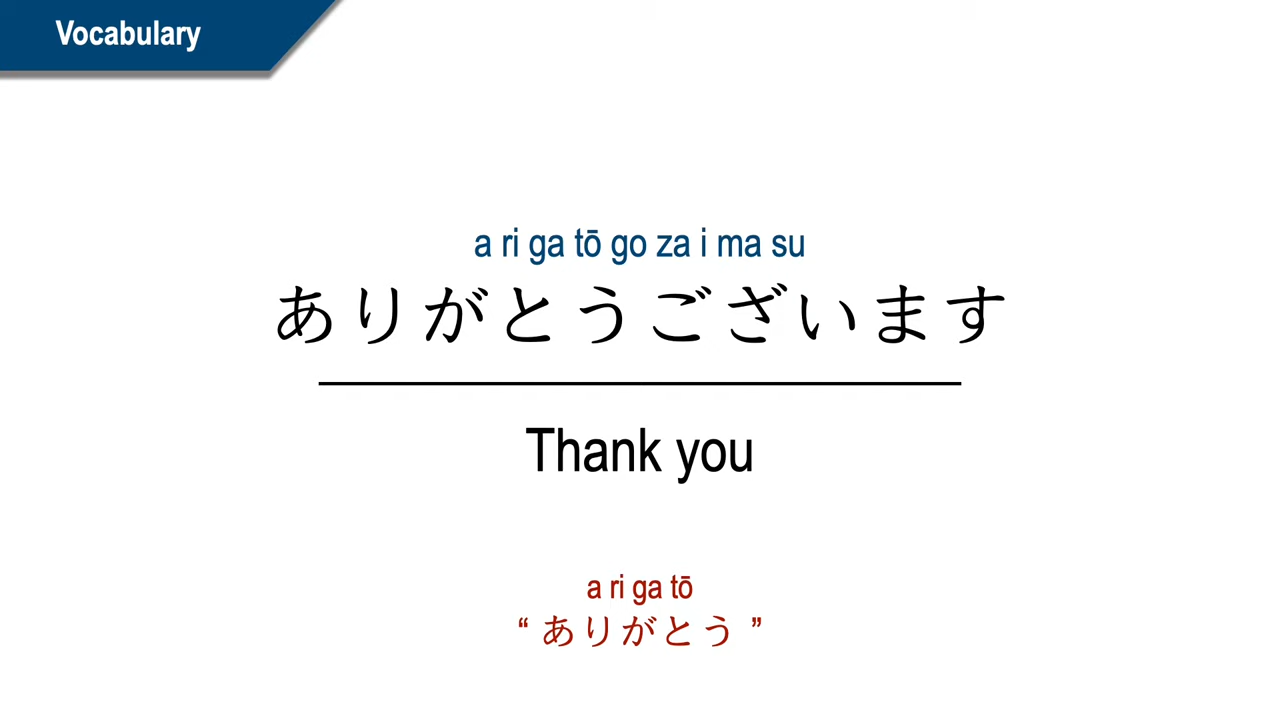 Vocabulary
a ri ga tō go za i ma su
ありがとうございます
Thank you
a ri ga tō
“ ありがとう ”